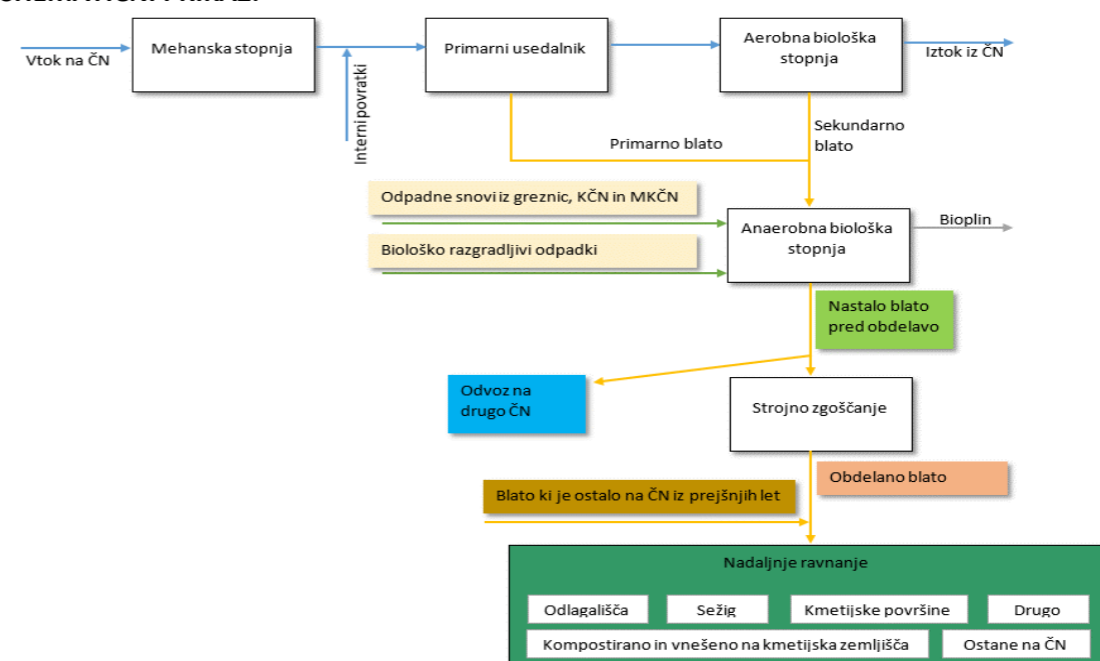 Vtok na ČN
Mehanska stopnja
Interni povratki
Primarni usedalnik
Aerobna biološka
stopnja
Iztok iz ČN
Primarno blato
Sekundarno
blato
Odpadne snovi iz greznic, KČN in MKČN
Biološko razgradljivi odpadki
Anaerobna biološka
stopnja
Bioplin
Nastalo blato
pred obdelavo
Odvoz na
drugo ČN
Strojno zgoščanje
Obdelano blato
Blato ki je ostalo na ČN iz prejšnjih let
Nadaljnje ravnanje
Odlagališča
Sežig
Kmetijske površine
Drugo
Kompostirano in vnešeno na kmetijska zemljišča
Ostane na ČN